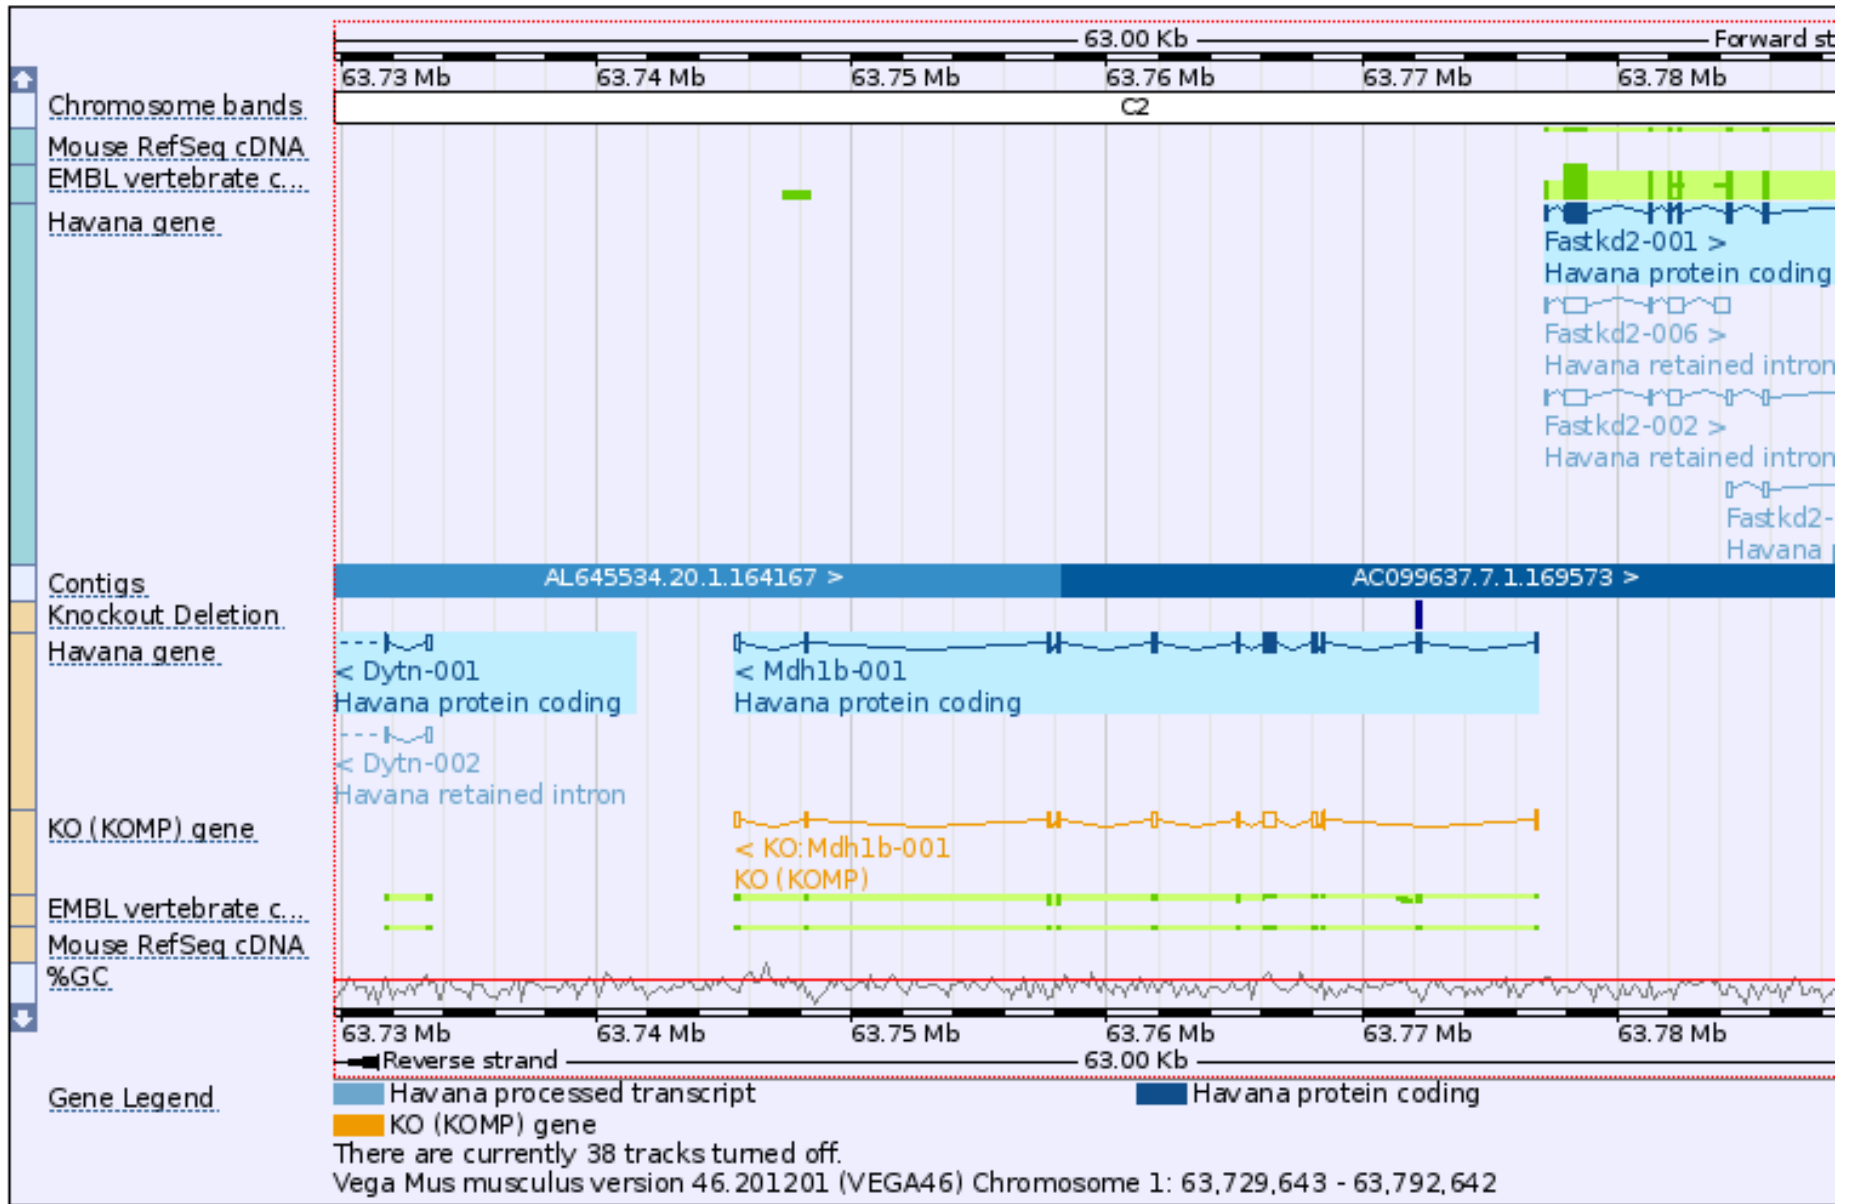 63.00 Kb Forward st
63.73 Mb 63.74 Mb 63.75 Mb 63.76 Mb 63.77 Mb 63.78 Mb
Chromosome bands C2
Mouse RefSeq cDNA
EMBL vertebrate c...
Havana gene
Fastkd2-001 >
Havana protein coding
Fastkd2-006 >
Havana retained intron
Fastkd2-002 >
Havana retained intron
Fastkd2-
Havana
Contigs AL645534.20.1.164167 > AC099637.7.1.169573 >
Knockout Deletion
Havana gene
< Dytn-001 < Mdh1b-001
Havana protein coding Havana protein coding
< Dytn-002
Havana retained intron
KO (KOMP) gene
< KO:Mdh1b-001
KO (KOMP)
EMBL vertebrate c...
Mouse RefSeq cDNA
%GC
63.73 Mb 63.74 Mb 63.75 Mb 63.76 Mb 63.77 Mb 63.78 Mb
Reverse strand 63.00 Kb
Gene Legend Havana processed transcript Havana protein coding
KO (KOMP) gene
There are currently 38 tracks turned off.
Vega Mus musculus version 46.201201 (VEGA46) Chromosome 1: 63,729,643 - 63,792,642